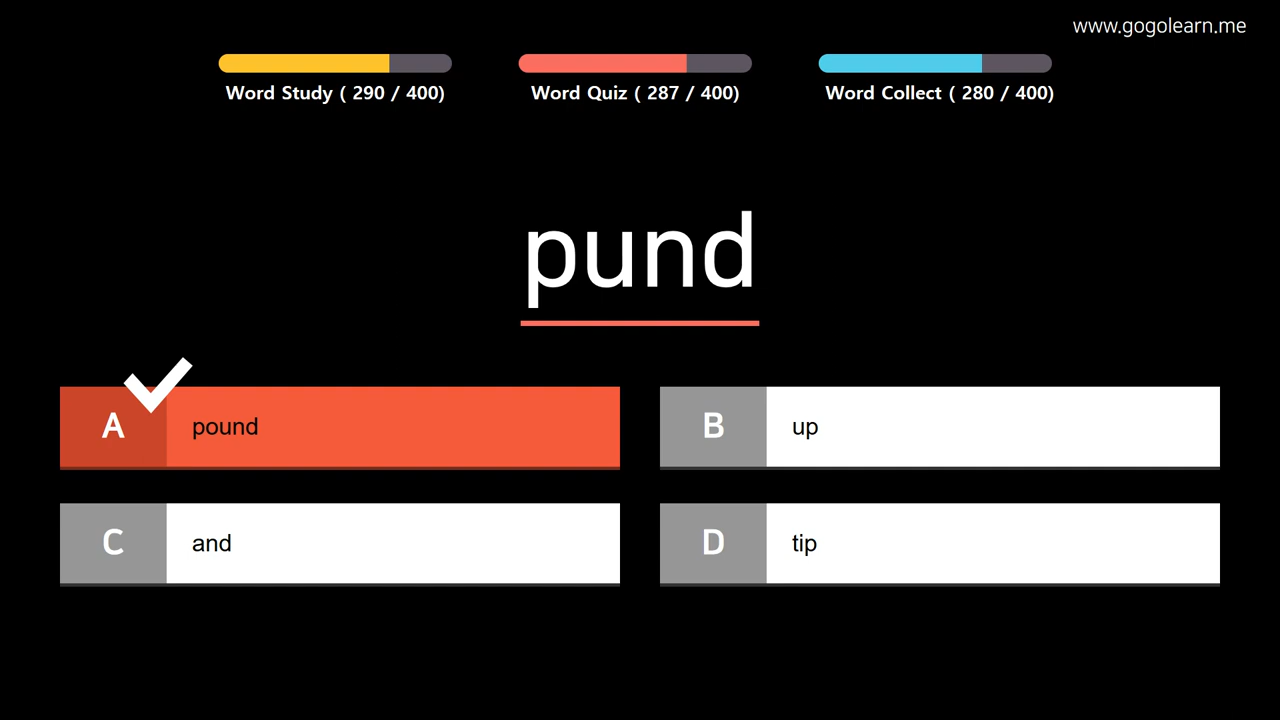 www.gogolearn.me
Word Study ( 290 / 400)
Word Quiz ( 287 / 400)
Word Collect ( 280 / 400)
pund
A pound
B up
C and
D tip